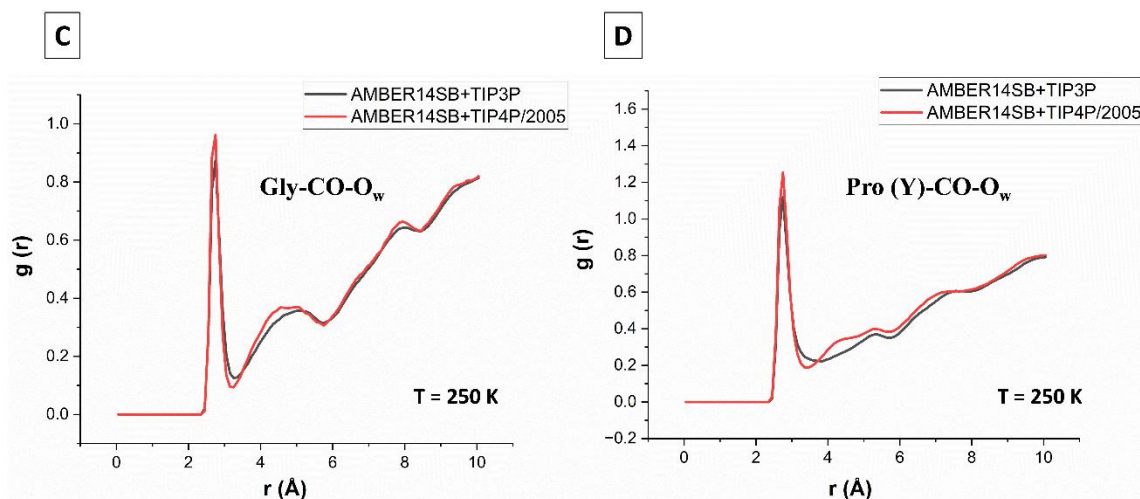 C
AMBER14SB+TIP3P
AMBER14SB+TIP4P/2005
1.0
0.8
0.6
0.4
0.2
0.0
g (r)
Gly-CO-Ow
T = 250 K
0 2 4 6 8 10
r (Å)
D
AMBER14SB+TIP3P
AMBER14SB+TIP4P/2005
1.6
1.4
1.2
1.0
0.8
0.6
0.4
0.2
0.0
−0.2
g (r)
Pro (Y)-CO-Ow
T = 250 K
0 2 4 6 8 10
r (Å)